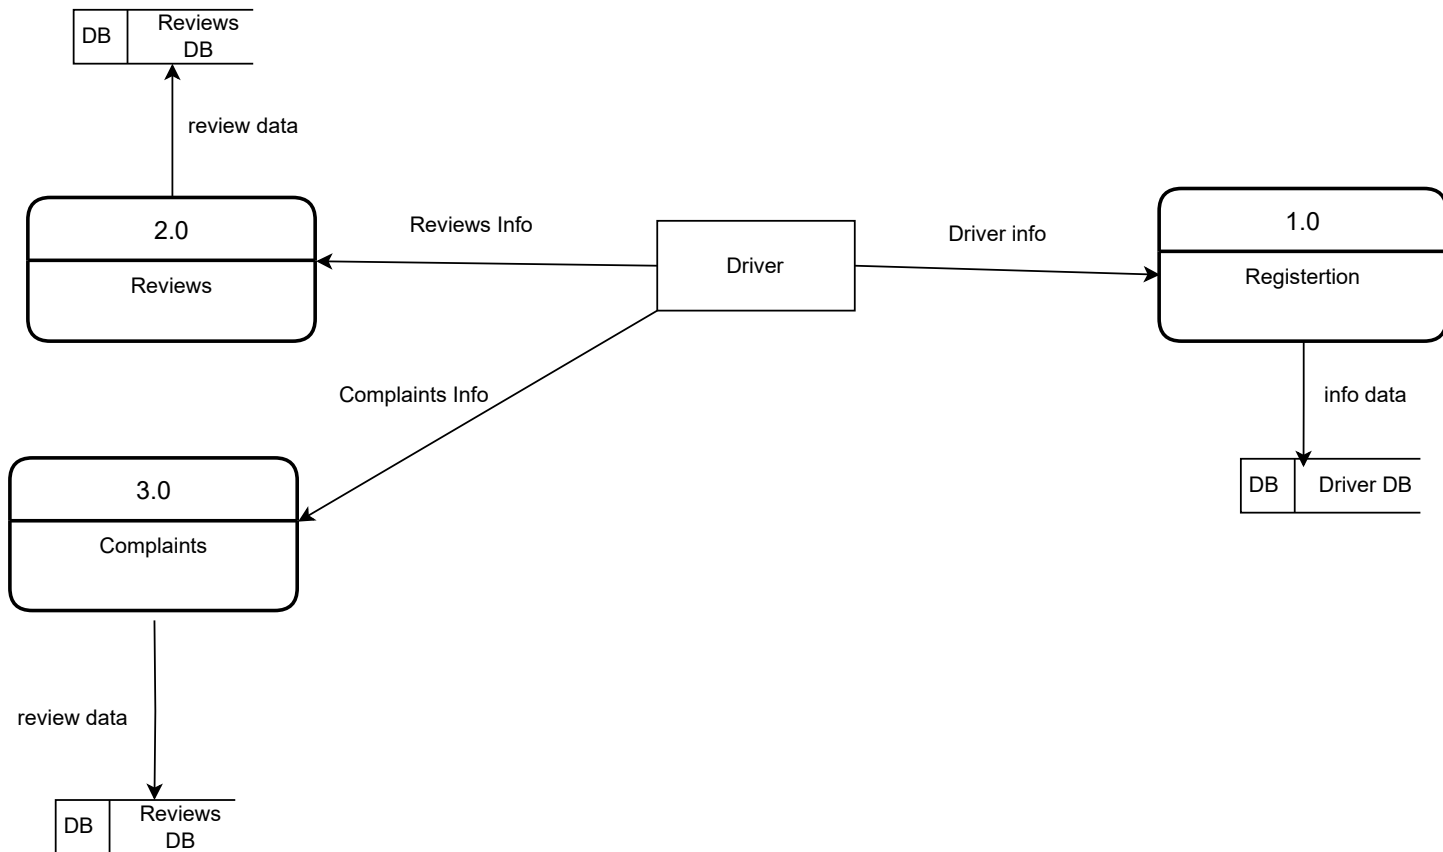 DB
Reviews
DB
review data
2.0
Reviews
Reviews Info
Driver
Driver info
1.0
Registertion
Complaints Info
info data
DB
Driver DB
3.0
Complaints
review data
DB
Reviews
DB